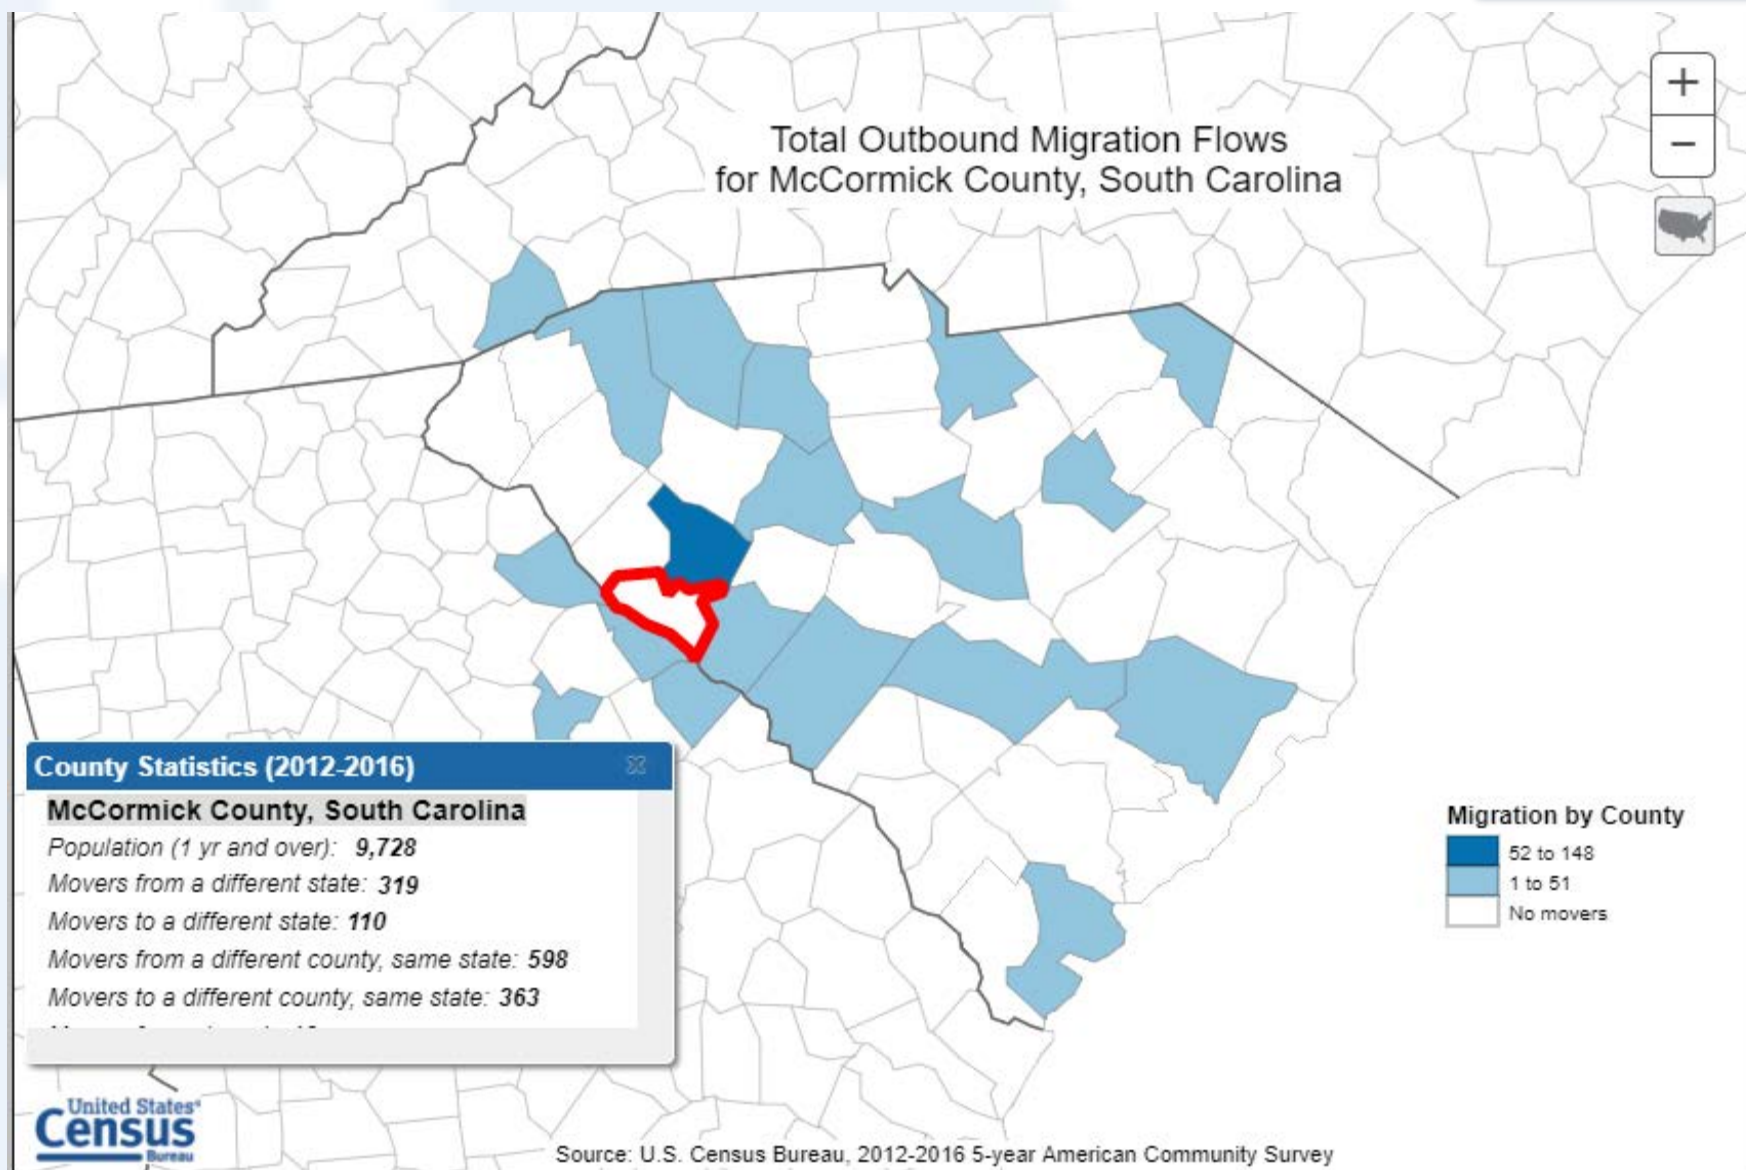 Total Outbound Migration Flows
for McCormick County, South Carolina
+
−
County Statistics (2012-2016)
McCormick County, South Carolina
Population (1 yr and over): 9,728
Movers from a different state: 319
Movers to a different state: 110
Movers from a different county, same state: 598
Movers to a different county, same state: 363
Migration by County
52 to 148
1 to 51
No movers
United States®
Census
Bureau
Source: U.S. Census Bureau, 2012-2016 5-year American Community Survey